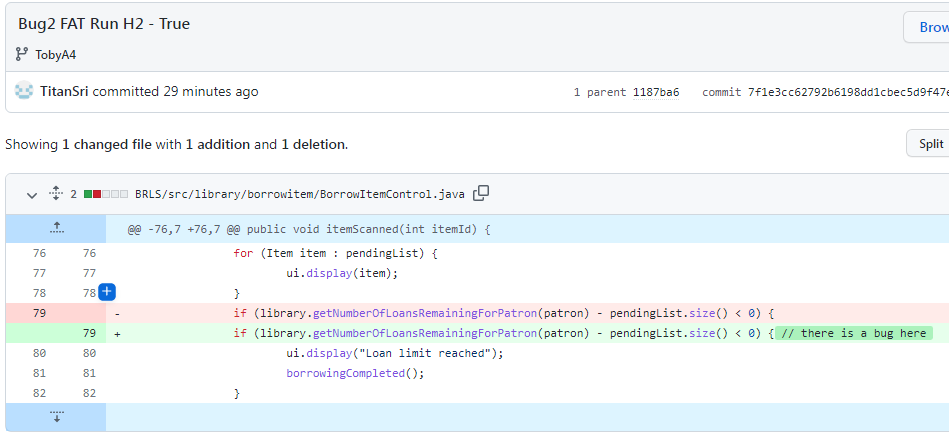 Bug2 FAT Run H2 - True
Brow
TobyA4
TitanSri committed 29 minutes ago
1 parent 1187ba6 commit 7f1e3cc62792b6198dd1cbec5d9f47e
Showing 1 changed file with 1 addition and 1 deletion.
Split
2 BRLS/src/library/borrowitem/BorrowItemControl.java
@@ -76,7 +76,7 @@ public void itemScanned(int itemId) {
76 76 for (Item item : pendingList) {
77 77 ui.display(item);
78 78 + }
79 - if (library.getNumberOfLoansRemainingForPatron(patron) - pendingList.size() < 0) {
79 + if (library.getNumberOfLoansRemainingForPatron(patron) - pendingList.size() < 0) { // there is a bug here
80 80 ui.display("Loan limit reached");
81 81 borrowingCompleted();
82 82 }